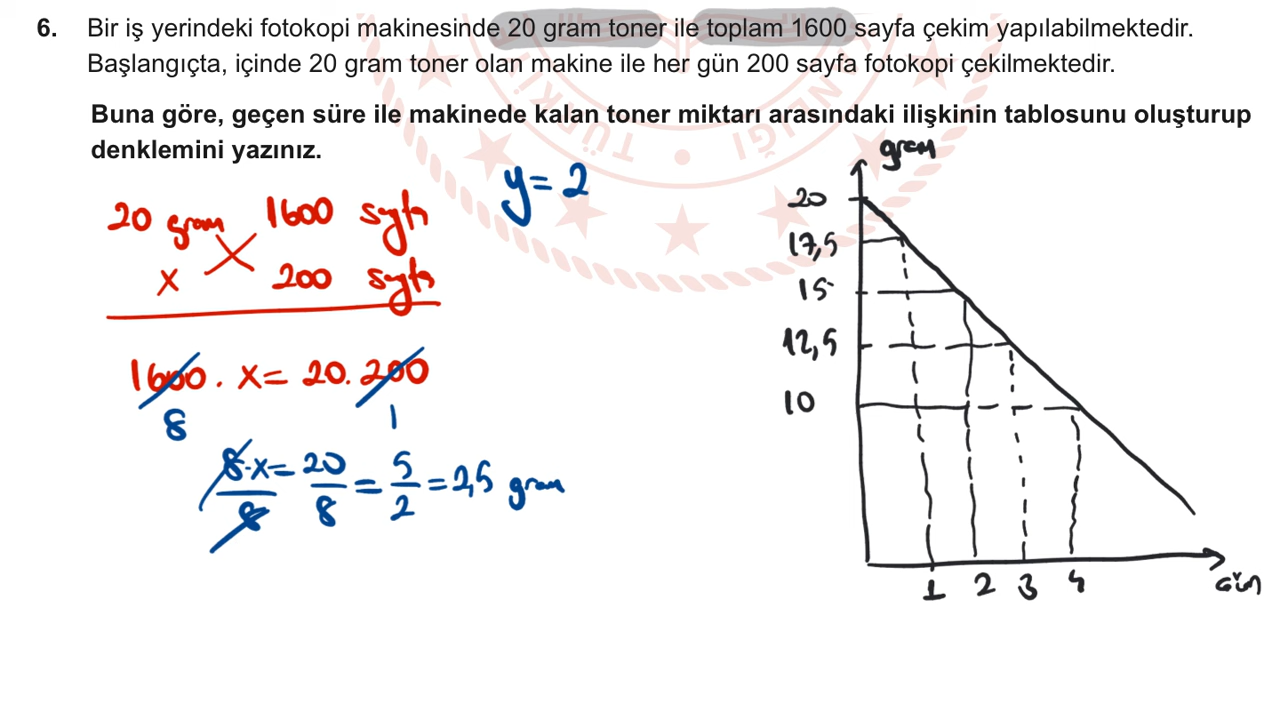 6. Bir iş yerindeki fotokopi makinesinde 20 gram toner ile toplam 1600 sayfa çekim yapılabilmektedir.
Başlangıçta, içinde 20 gram toner olan makine ile her gün 200 sayfa fotokopi çekilmektedir.
Buna göre, geçen süre ile makinede kalan toner miktarı arasındaki ilişkinin tablosunu oluşturup
denklemini yazınız.
20 gram 1600 syfa
x 200 syfa
1600 . x = 20. 200
8 1
8.x = 20 = 5 = 2,5 gram
8 8 2
y = 2
gram
20
17,5
15
12,5
10
1 2 3 4 Gün